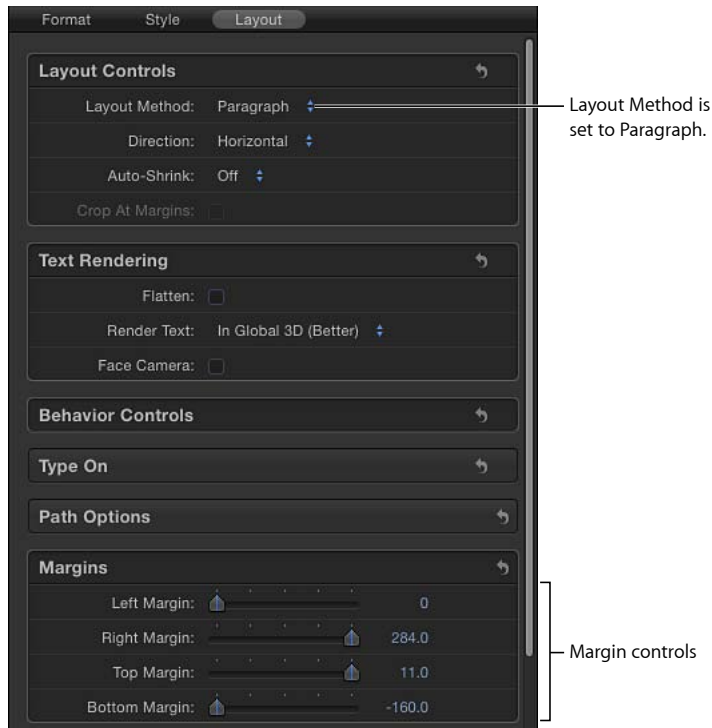 Format Style Layout
Layout Controls
Layout Method: Paragraph
Layout Method is
set to Paragraph.
Direction: Horizontal
Auto-Shrink: Off
Crop At Margins:
Text Rendering
Flatten:
Render Text: In Global 3D (Better)
Face Camera:
Behavior Controls
Type On
Path Options
Margins
Left Margin: 0
Right Margin: 284.0
Top Margin: 11.0
Bottom Margin: -160.0
Margin controls